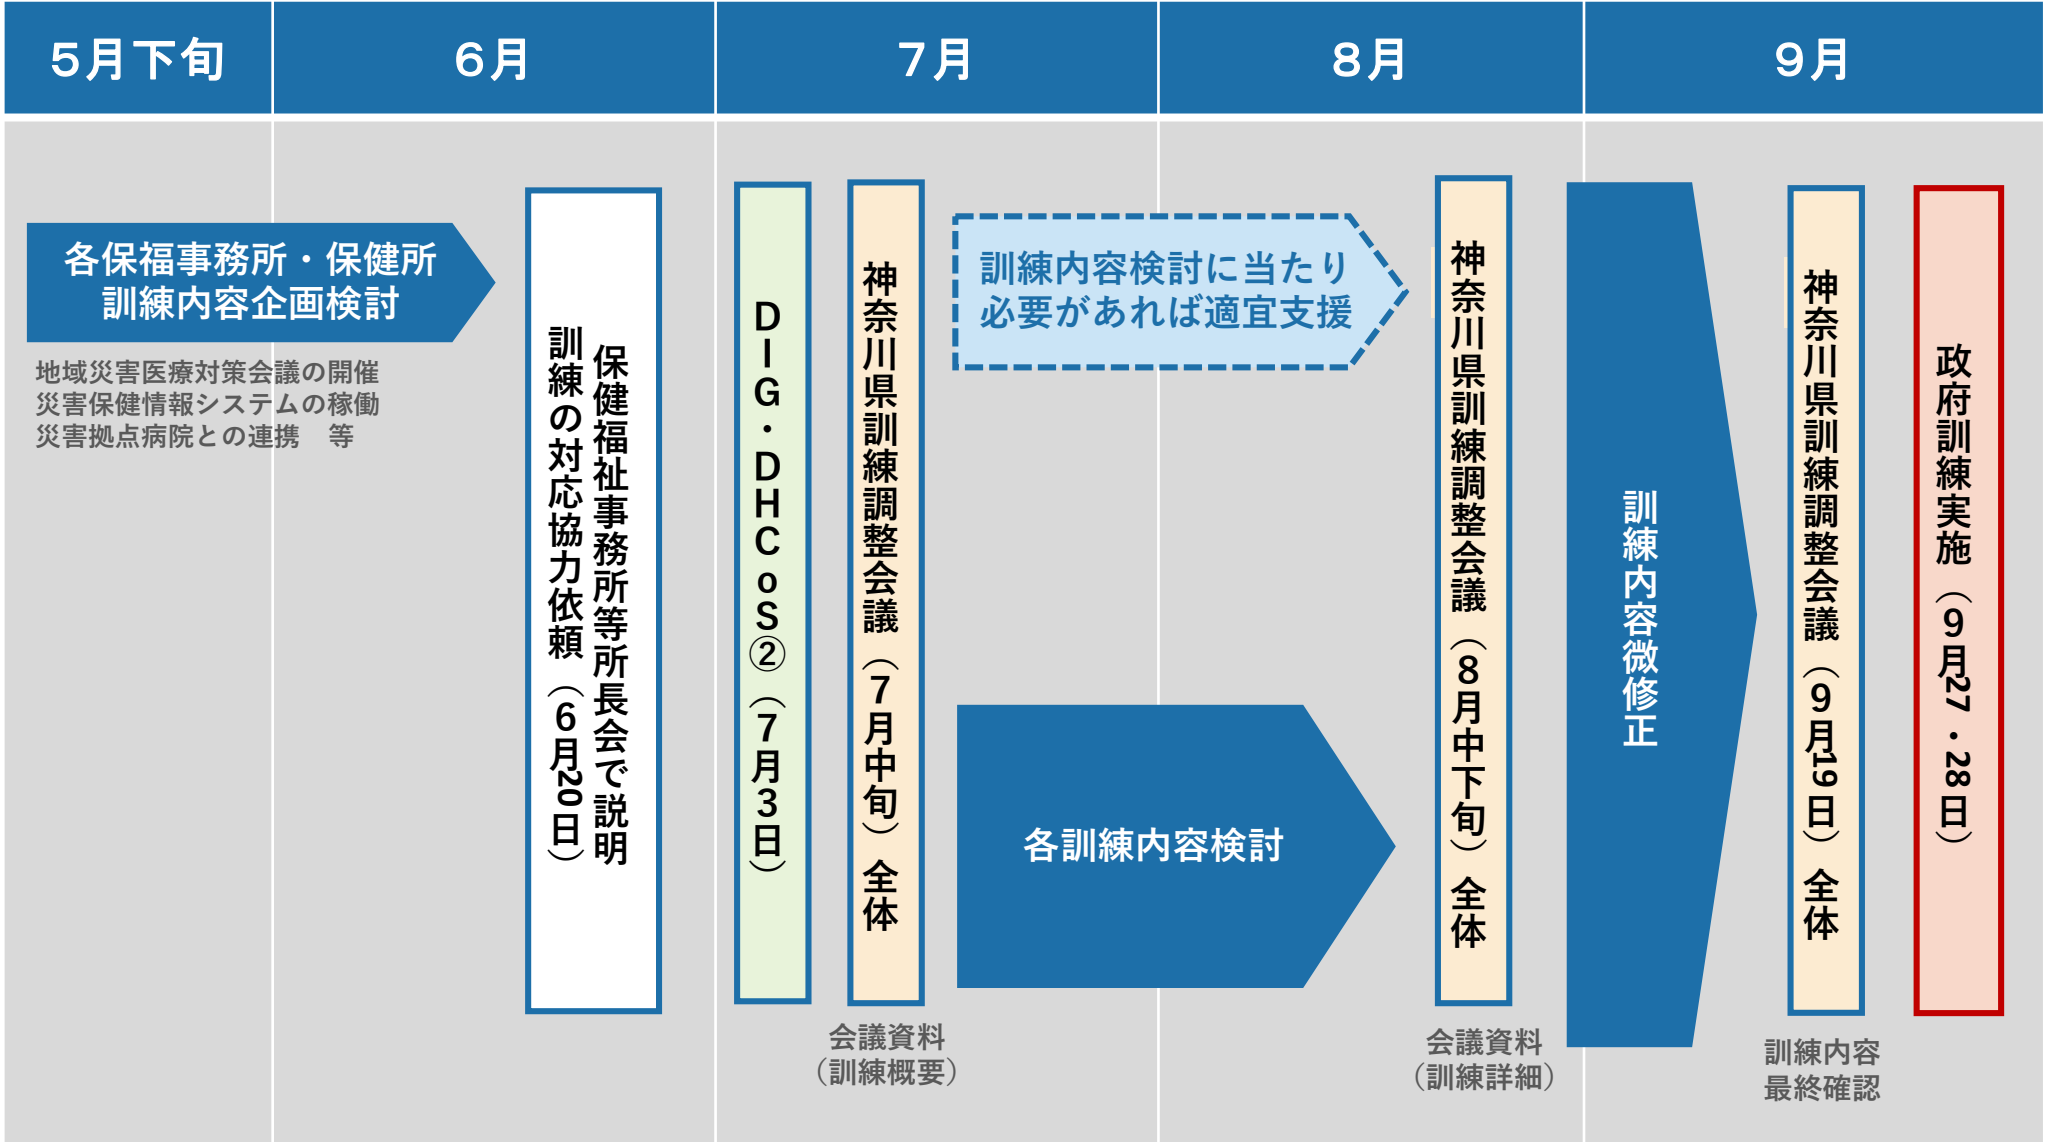 5月下旬
6月
7月
8月
9月
各保福事務所・保健所
訓練内容企画検討
地域災害医療対策会議の開催
災害保健情報システムの稼働
災害拠点病院との連携　等
保健福祉事務所等所長会で説明
訓練の対応協力依頼（6月20日）
DIG・DHCoS②（7月3日）
神奈川県訓練調整会議（7月中旬）全体
会議資料
（訓練概要）
訓練内容検討に当たり
必要があれば適宜支援
各訓練内容検討
神奈川県訓練調整会議（8月中下旬）全体
会議資料
（訓練詳細）
訓練内容微修正
神奈川県訓練調整会議（9月19日）全体
訓練内容
最終確認
政府訓練実施（9月27・28日）